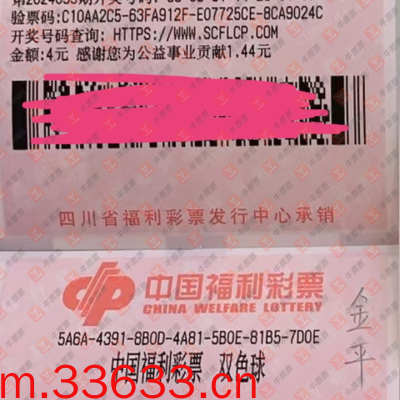 验票码:C10AA2C5-63FA912F-E07725CE-8CA9024C
开奖号码查询: HTTPS://WWW.SCFLCP.COM
金额:4元 感谢您为公益事业贡献1.44元
四川省福利彩票发行中心承销
中国福利彩票
CHINA WELFARE LOTTERY
5A6A-4391-8B0D-4A81-5B0E-81B5-7D0E
中国福利彩票 双色球
金平
m.33633.cn